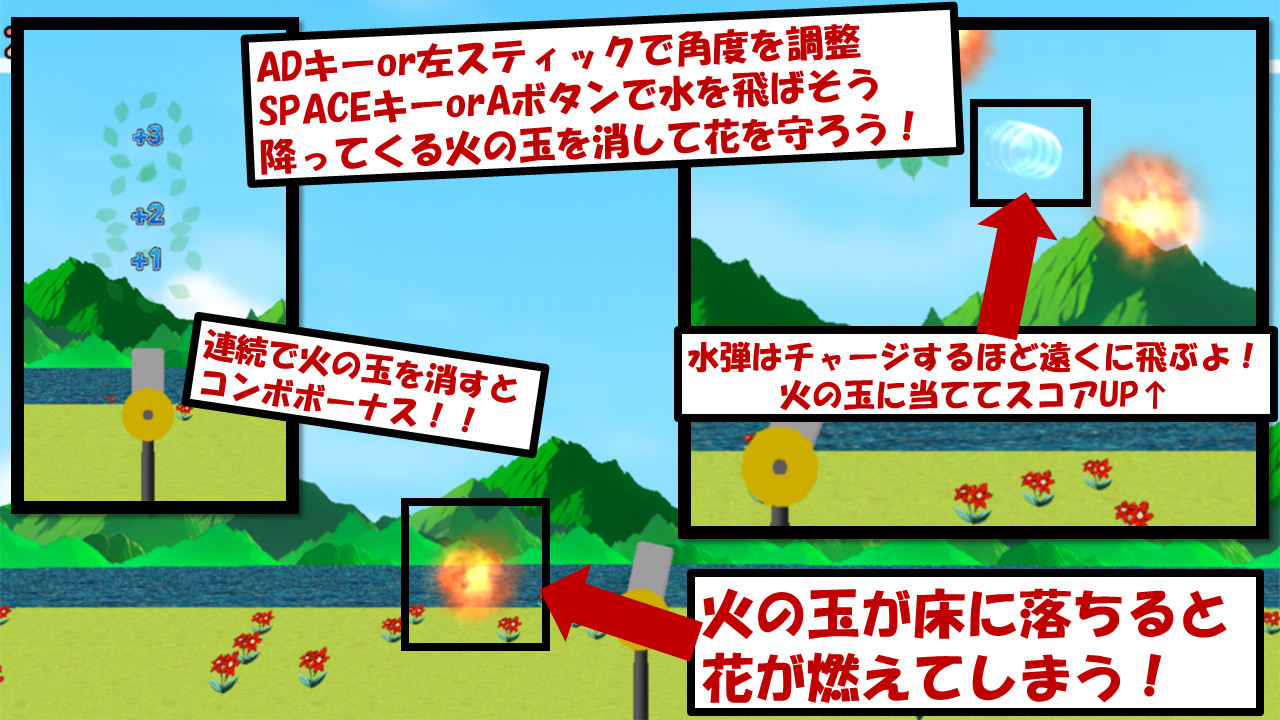 ADキーor左スティックで角度を調整
SPACEキーorAボタンで水を飛ばそう
降ってくる火の玉を消して花を守ろう！
+3
+2
+1
連続で火の玉を消すと
コンボボーナス！！
水弾はチャージするほど遠くに飛ぶよ！
火の玉に当ててスコアUP↑
火の玉が床に落ちると
花が燃えてしまう！